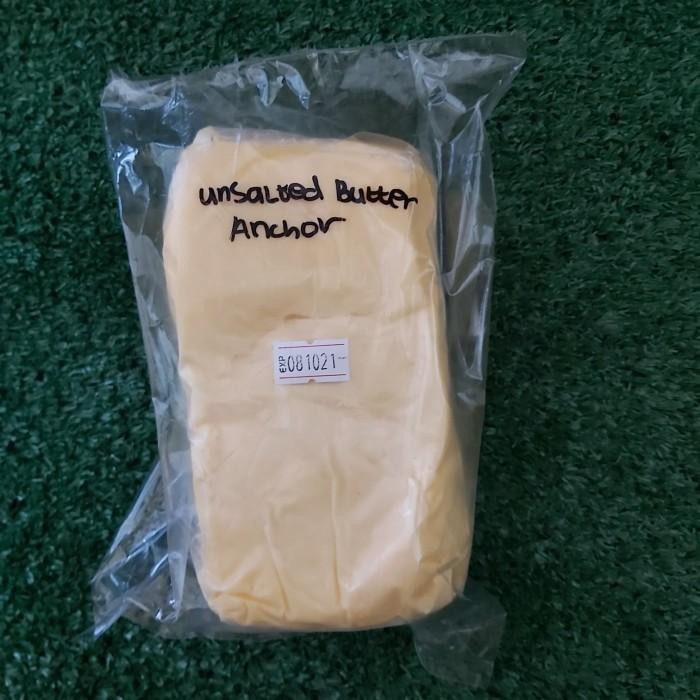 unsalted Butter
Anchor
EXP 081021